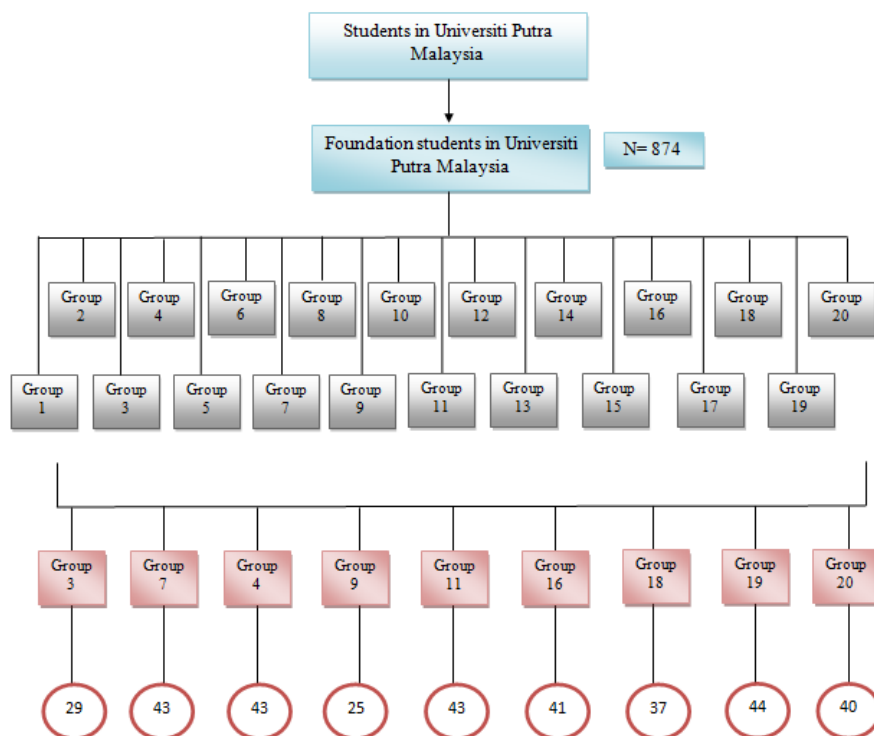 Students in Universiti Putra
Malaysia
Foundation students in Universiti
Putra Malaysia
N= 874
Group
2
Group
4
Group
6
Group
8
Group
10
Group
12
Group
14
Group
16
Group
18
Group
20
Group
1
Group
3
Group
5
Group
7
Group
9
Group
11
Group
13
Group
15
Group
17
Group
19
Group
3
Group
7
Group
4
Group
9
Group
11
Group
16
Group
18
Group
19
Group
20
29
43
43
25
43
41
37
44
40